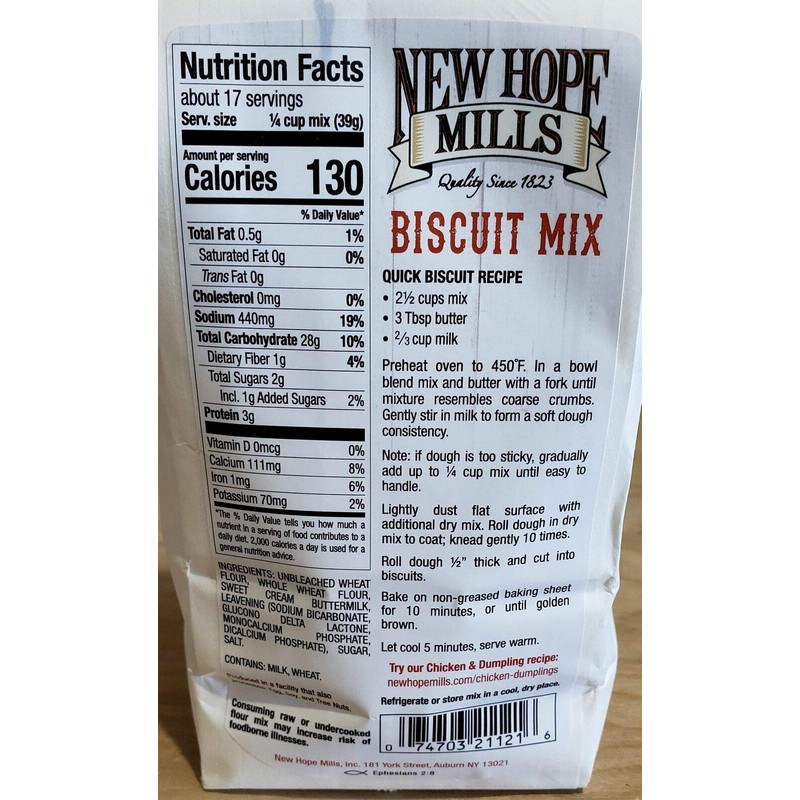 Nutrition Facts
about 17 servings
Serv. size ¼ cup mix (39g)
Amount per serving
Calories 130
% Daily Value*
Total Fat 0.5g 1%
Saturated Fat 0g 0%
Trans Fat 0g
Cholesterol 0mg 0%
Sodium 440mg 19%
Total Carbohydrate 28g 10%
Dietary Fiber 1g 4%
Total Sugars 2g
Incl. 1g Added Sugars 2%
Protein 3g
Vitamin D 0mcg 0%
Calcium 111mg 8%
Iron 1mg 6%
Potassium 70mg 2%
*The % Daily Value tells you how much a
nutrient in a serving of food contributes to a
daily diet. 2,000 calories a day is used for a
general nutrition advice.
INGREDIENTS: UNBLEACHED WHEAT
FLOUR, WHOLE WHEAT FLOUR,
SWEET CREAM BUTTERMILK,
LEAVENING (SODIUM BICARBONATE,
GLUCONO DELTA LACTONE,
MONOCALCIUM PHOSPHATE,
DICALCIUM PHOSPHATE), SUGAR,
SALT.
CONTAINS: MILK, WHEAT.
Produced in a facility that also
Egg, Soy, and Tree Nuts.
Consuming raw or undercooked
flour mix may increase risk of
foodborne illnesses.
NEW HOPE
MILLS
Quality Since 1823
BISCUIT MIX
QUICK BISCUIT RECIPE
• 2½ cups mix
• 3 Tbsp butter
• ⅔ cup milk
Preheat oven to 450°F. In a bowl
blend mix and butter with a fork until
mixture resembles coarse crumbs.
Gently stir in milk to form a soft dough
consistency.
Note: if dough is too sticky, gradually
add up to ¼ cup mix until easy to
handle.
Lightly dust flat surface with
additional dry mix. Roll dough in dry
mix to coat; knead gently 10 times.
Roll dough ½” thick and cut into
biscuits.
Bake on non-greased baking sheet
for 10 minutes, or until golden
brown.
Let cool 5 minutes, serve warm.
Try our Chicken & Dumpling recipe:
newhopemills.com/chicken-dumplings
Refrigerate or store mix in a cool, dry place.
0 74703 21121 6
New Hope Mills, Inc. 181 York Street, Auburn NY 13021
Ephesians 2:8